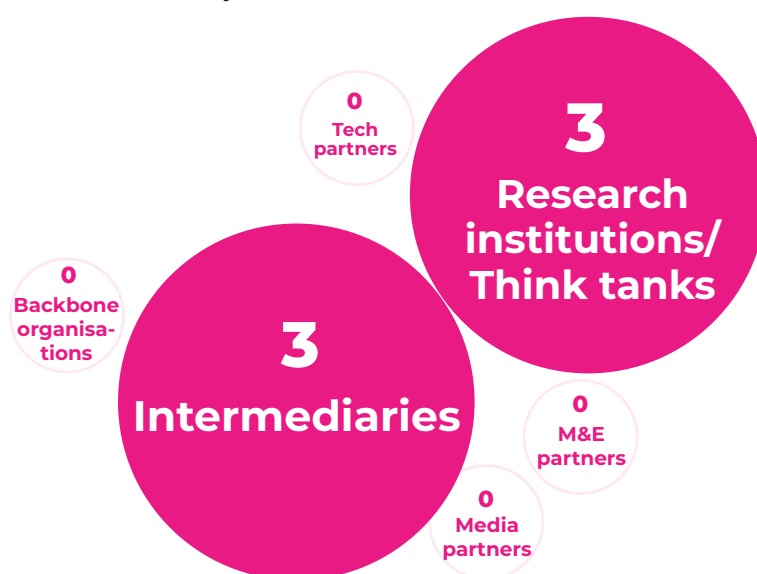 0
Tech
partners
3
Research
institutions/
Think tanks
0
Backbone
organisa-
tions
3
Intermediaries
0
M&E
partners
0
Media
partners